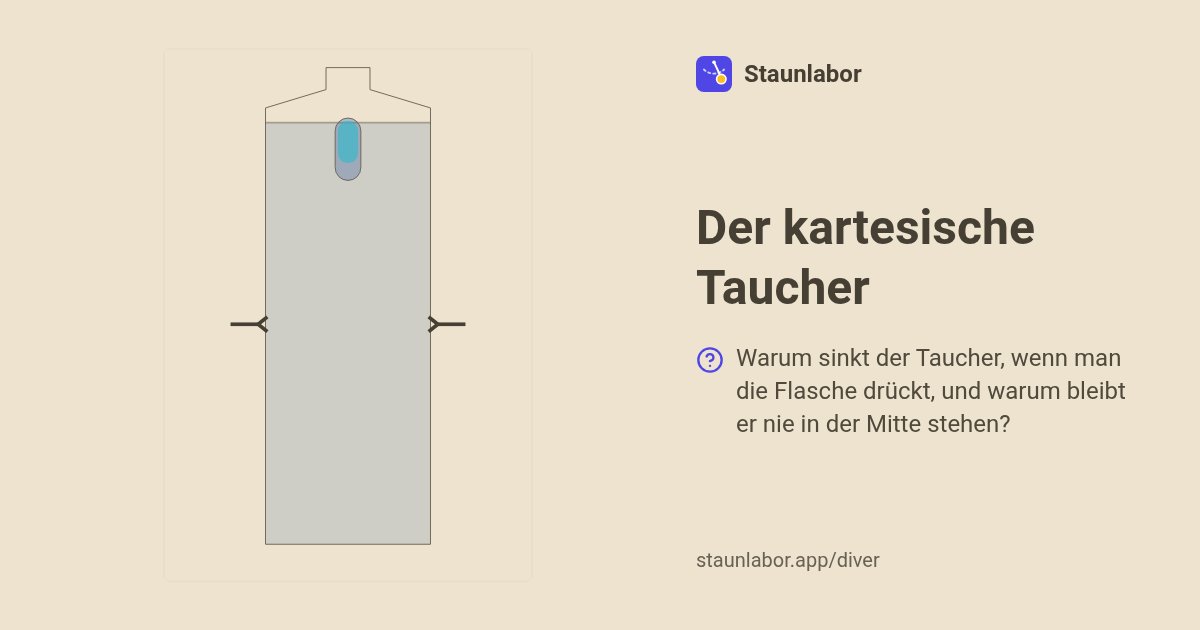 Staunlabor
Der kartesische
Taucher
Warum sinkt der Taucher, wenn man
die Flasche drückt, und warum bleibt
er nie in der Mitte stehen?
staunlabor.app/diver